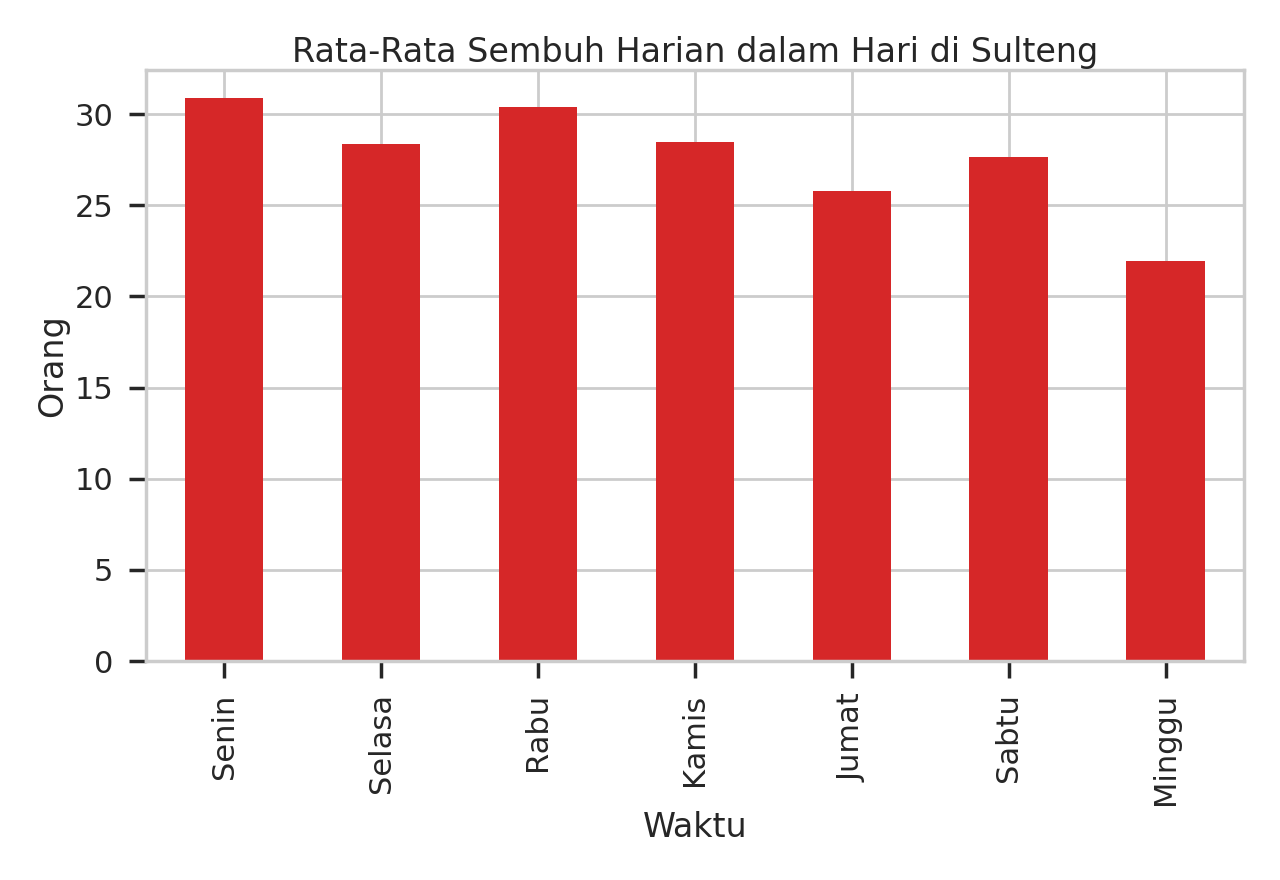 Rata-Rata Sembuh Harian dalam Hari di Sulteng
Orang
30
25
20
15
10
5
0
Senin
Selasa
Rabu
Kamis
Jumat
Sabtu
Minggu
Waktu